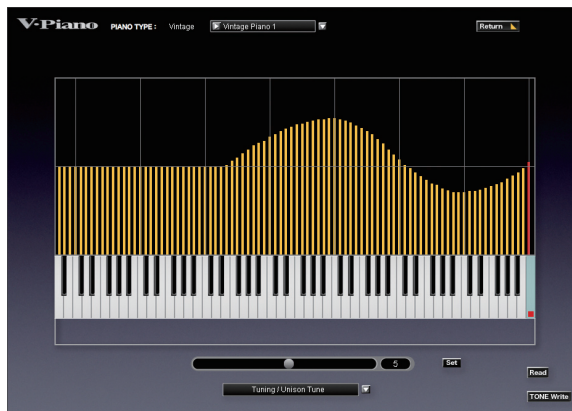 V-Piano PIANO TYPE : Vintage Vintage Piano 1 Return
5 Set
Read
Tuning / Unison Tune
TONE Write